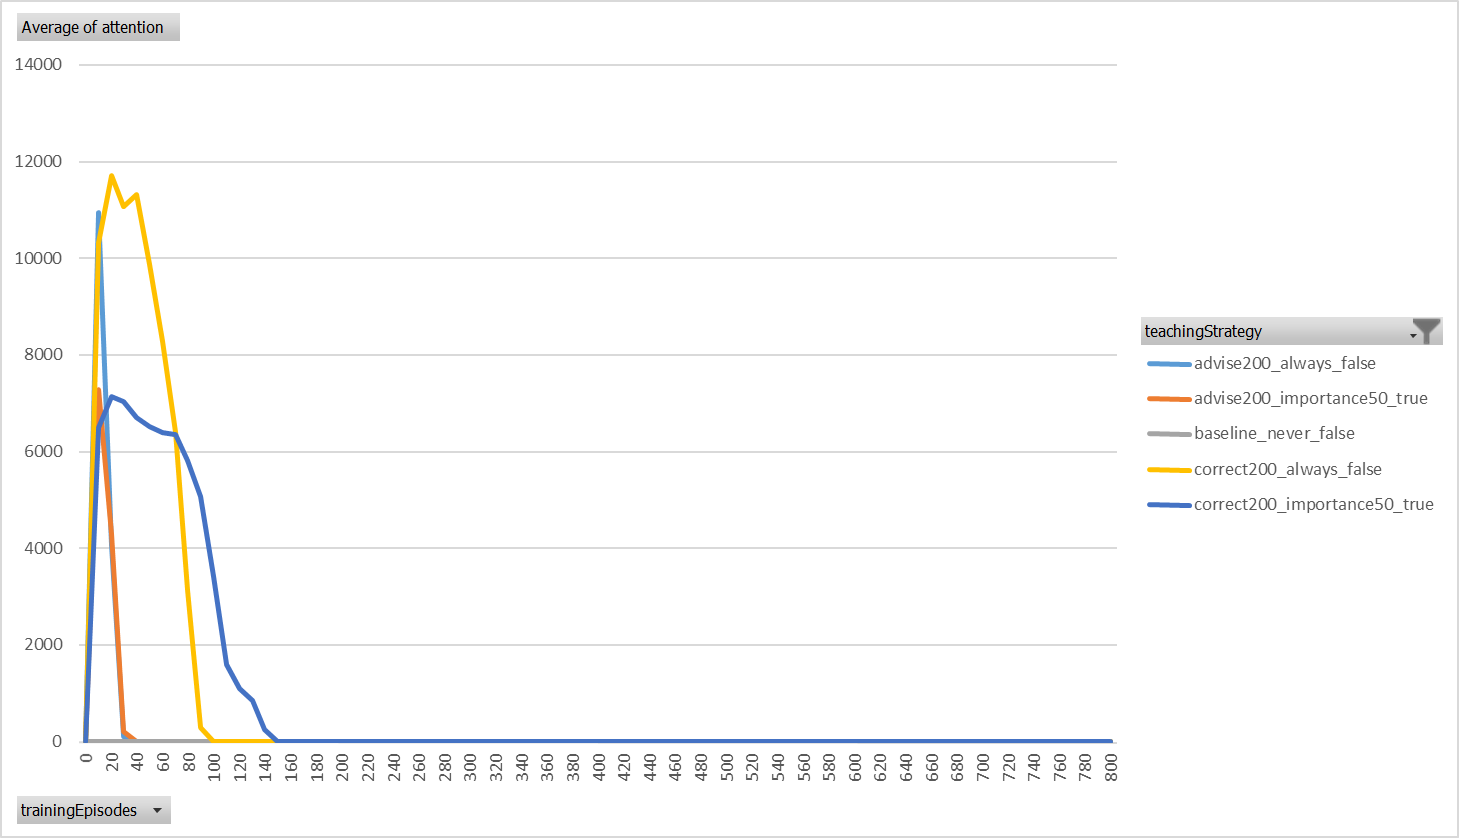 Average of attention
14000
12000
10000
8000
6000
4000
2000
0
0 20 40 60 80 100 120 140 160 180 200 220 240 260 280 300 320 340 360 380 400 420 440 460 480 500 520 540 560 580 600 620 640 660 680 700 720 740 760 780 800
trainingEpisodes
teachingStrategy
advise200_always_false
advise200_importance50_true
baseline_never_false
correct200_always_false
correct200_importance50_true